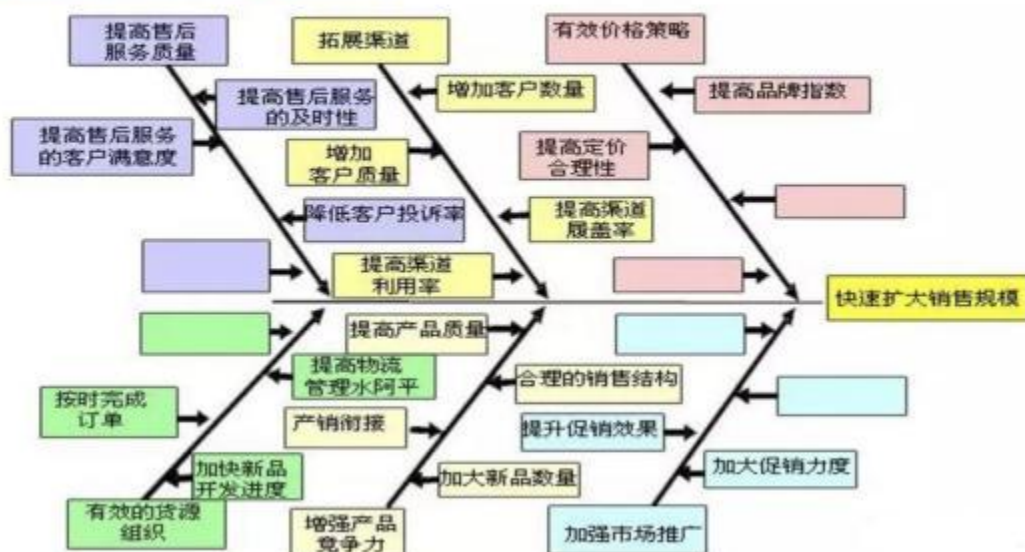 提高售后
服务质量
拓展渠道
有效价格策略
提高售后服务
的及时性
增加客户数量
提高品牌指数
提高售后服务
的客户满意度
增加
客户质量
提高定价
合理性
降低客户投诉率
提高渠道
履盖率
提高渠道
利用率
快速扩大销售规模
提高产品质量
提高物流
管理水阿平
合理的销售结构
按时完成
订单
产销衔接
提升促销效果
加快新品
开发进度
加大新品数量
加大促销力度
有效的货源
组织
增强产品
竞争力
加强市场推广